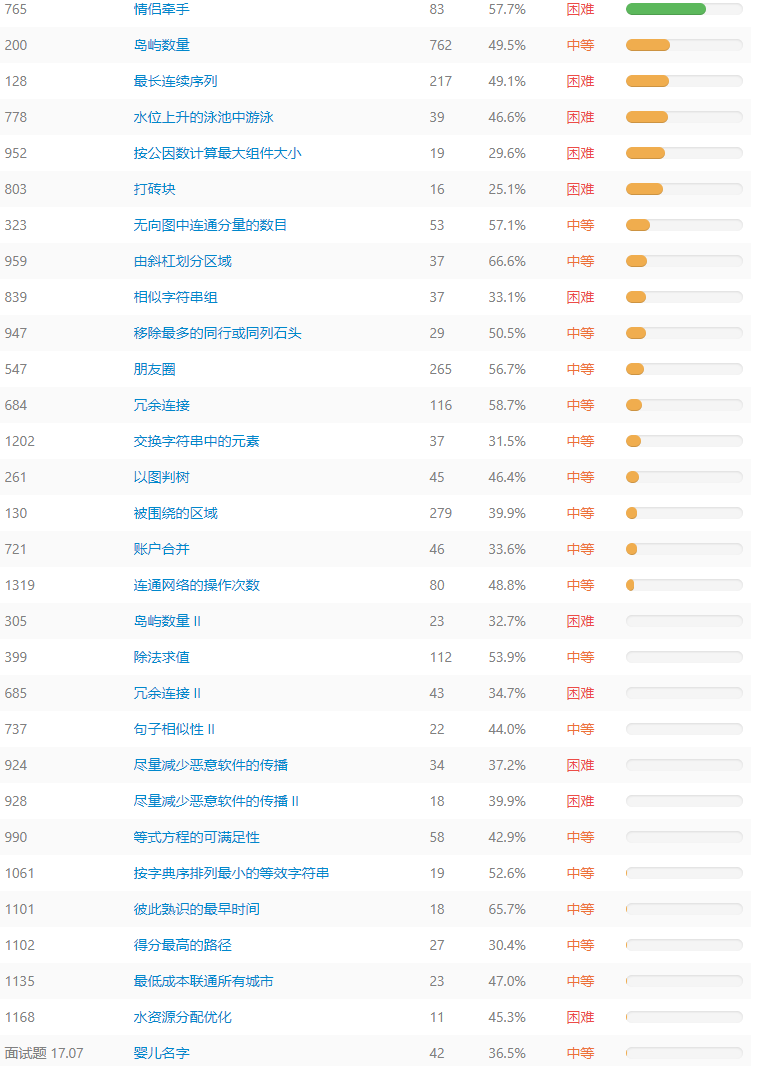 765 情侣牵手 83 57.7% 困难
200 岛屿数量 762 49.5% 中等
128 最长连续序列 217 49.1% 困难
778 水位上升的泳池中游泳 39 46.6% 困难
952 按公因数计算最大组件大小 19 29.6% 困难
803 打砖块 16 25.1% 困难
323 无向图中连通分量的数目 53 57.1% 中等
959 由斜杠划分区域 37 66.6% 中等
839 相似字符串组 37 33.1% 困难
947 移除最多的同行或同列石头 29 50.5% 中等
547 朋友圈 265 56.7% 中等
684 冗余连接 116 58.7% 中等
1202 交换字符串中的元素 37 31.5% 中等
261 以图判树 45 46.4% 中等
130 被围绕的区域 279 39.9% 中等
721 账户合并 46 33.6% 中等
1319 连通网络的操作次数 80 48.8% 中等
305 岛屿数量 II 23 32.7% 困难
399 除法求值 112 53.9% 中等
685 冗余连接 II 43 34.7% 困难
737 句子相似性 II 22 44.0% 中等
924 尽量减少恶意软件的传播 34 37.2% 困难
928 尽量减少恶意软件的传播 II 18 39.9% 困难
990 等式方程的可满足性 58 42.9% 中等
1061 按字典序排列最小的等效字符串 19 52.6% 中等
1101 彼此熟识的最早时间 18 65.7% 中等
1102 得分最高的路径 27 30.4% 中等
1135 最低成本联通所有城市 23 47.0% 中等
1168 水资源分配优化 11 45.3% 困难
面试题 17.07 婴儿名字 42 36.5% 中等